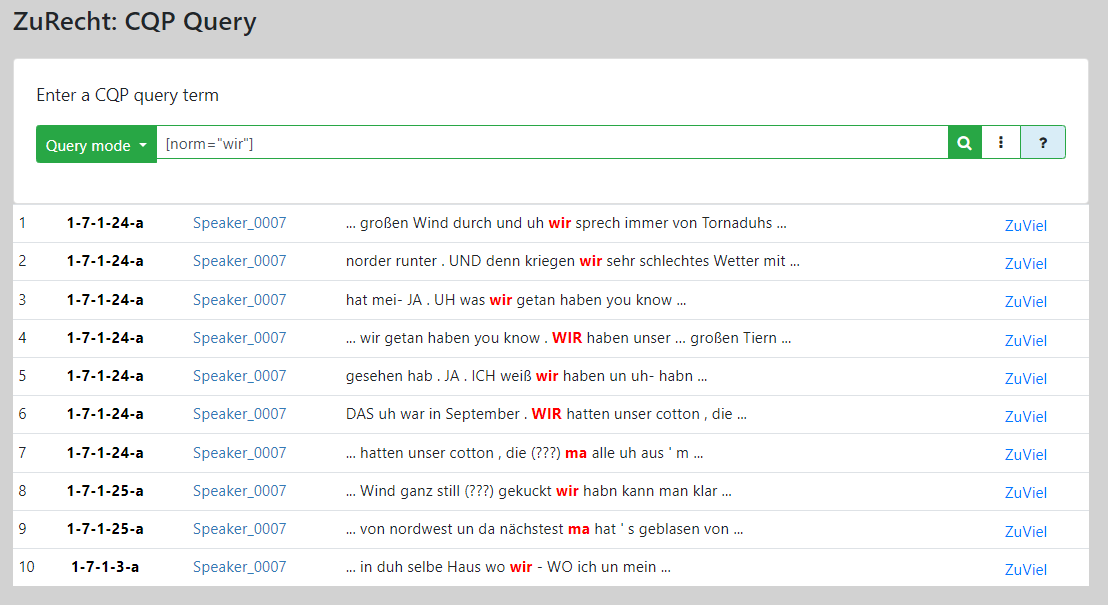 ZuRecht: CQP Query
Enter a CQP query term
Query mode [norm="wir"] ?
1 1-7-1-24-a Speaker_0007 ... großen Wind durch und uh wir sprech immer von Tornaduhs ... ZuViel
2 1-7-1-24-a Speaker_0007 norder runter . UND denn kriegen wir sehr schlechtes Wetter mit ... ZuViel
3 1-7-1-24-a Speaker_0007 hat mei- JA . UH was wir getan haben you know ... ZuViel
4 1-7-1-24-a Speaker_0007 ... wir getan haben you know . WIR haben unser ... großen Tiern ... ZuViel
5 1-7-1-24-a Speaker_0007 gesehen hab . JA . ICH weiß wir haben un uh- habn ... ZuViel
6 1-7-1-24-a Speaker_0007 DAS uh war in September . WIR hatten unser cotton , die ... ZuViel
7 1-7-1-24-a Speaker_0007 ... hatten unser cotton , die (???) ma alle uh aus ' m ... ZuViel
8 1-7-1-25-a Speaker_0007 ... Wind ganz still (???) gekuckt wir habn kann man klar ... ZuViel
9 1-7-1-25-a Speaker_0007 ... von nordwest un da nächstest ma hat ' s geblasen von ... ZuViel
10 1-7-1-3-a Speaker_0007 ... in duh selbe Haus wo wir - WO ich un mein ... ZuViel